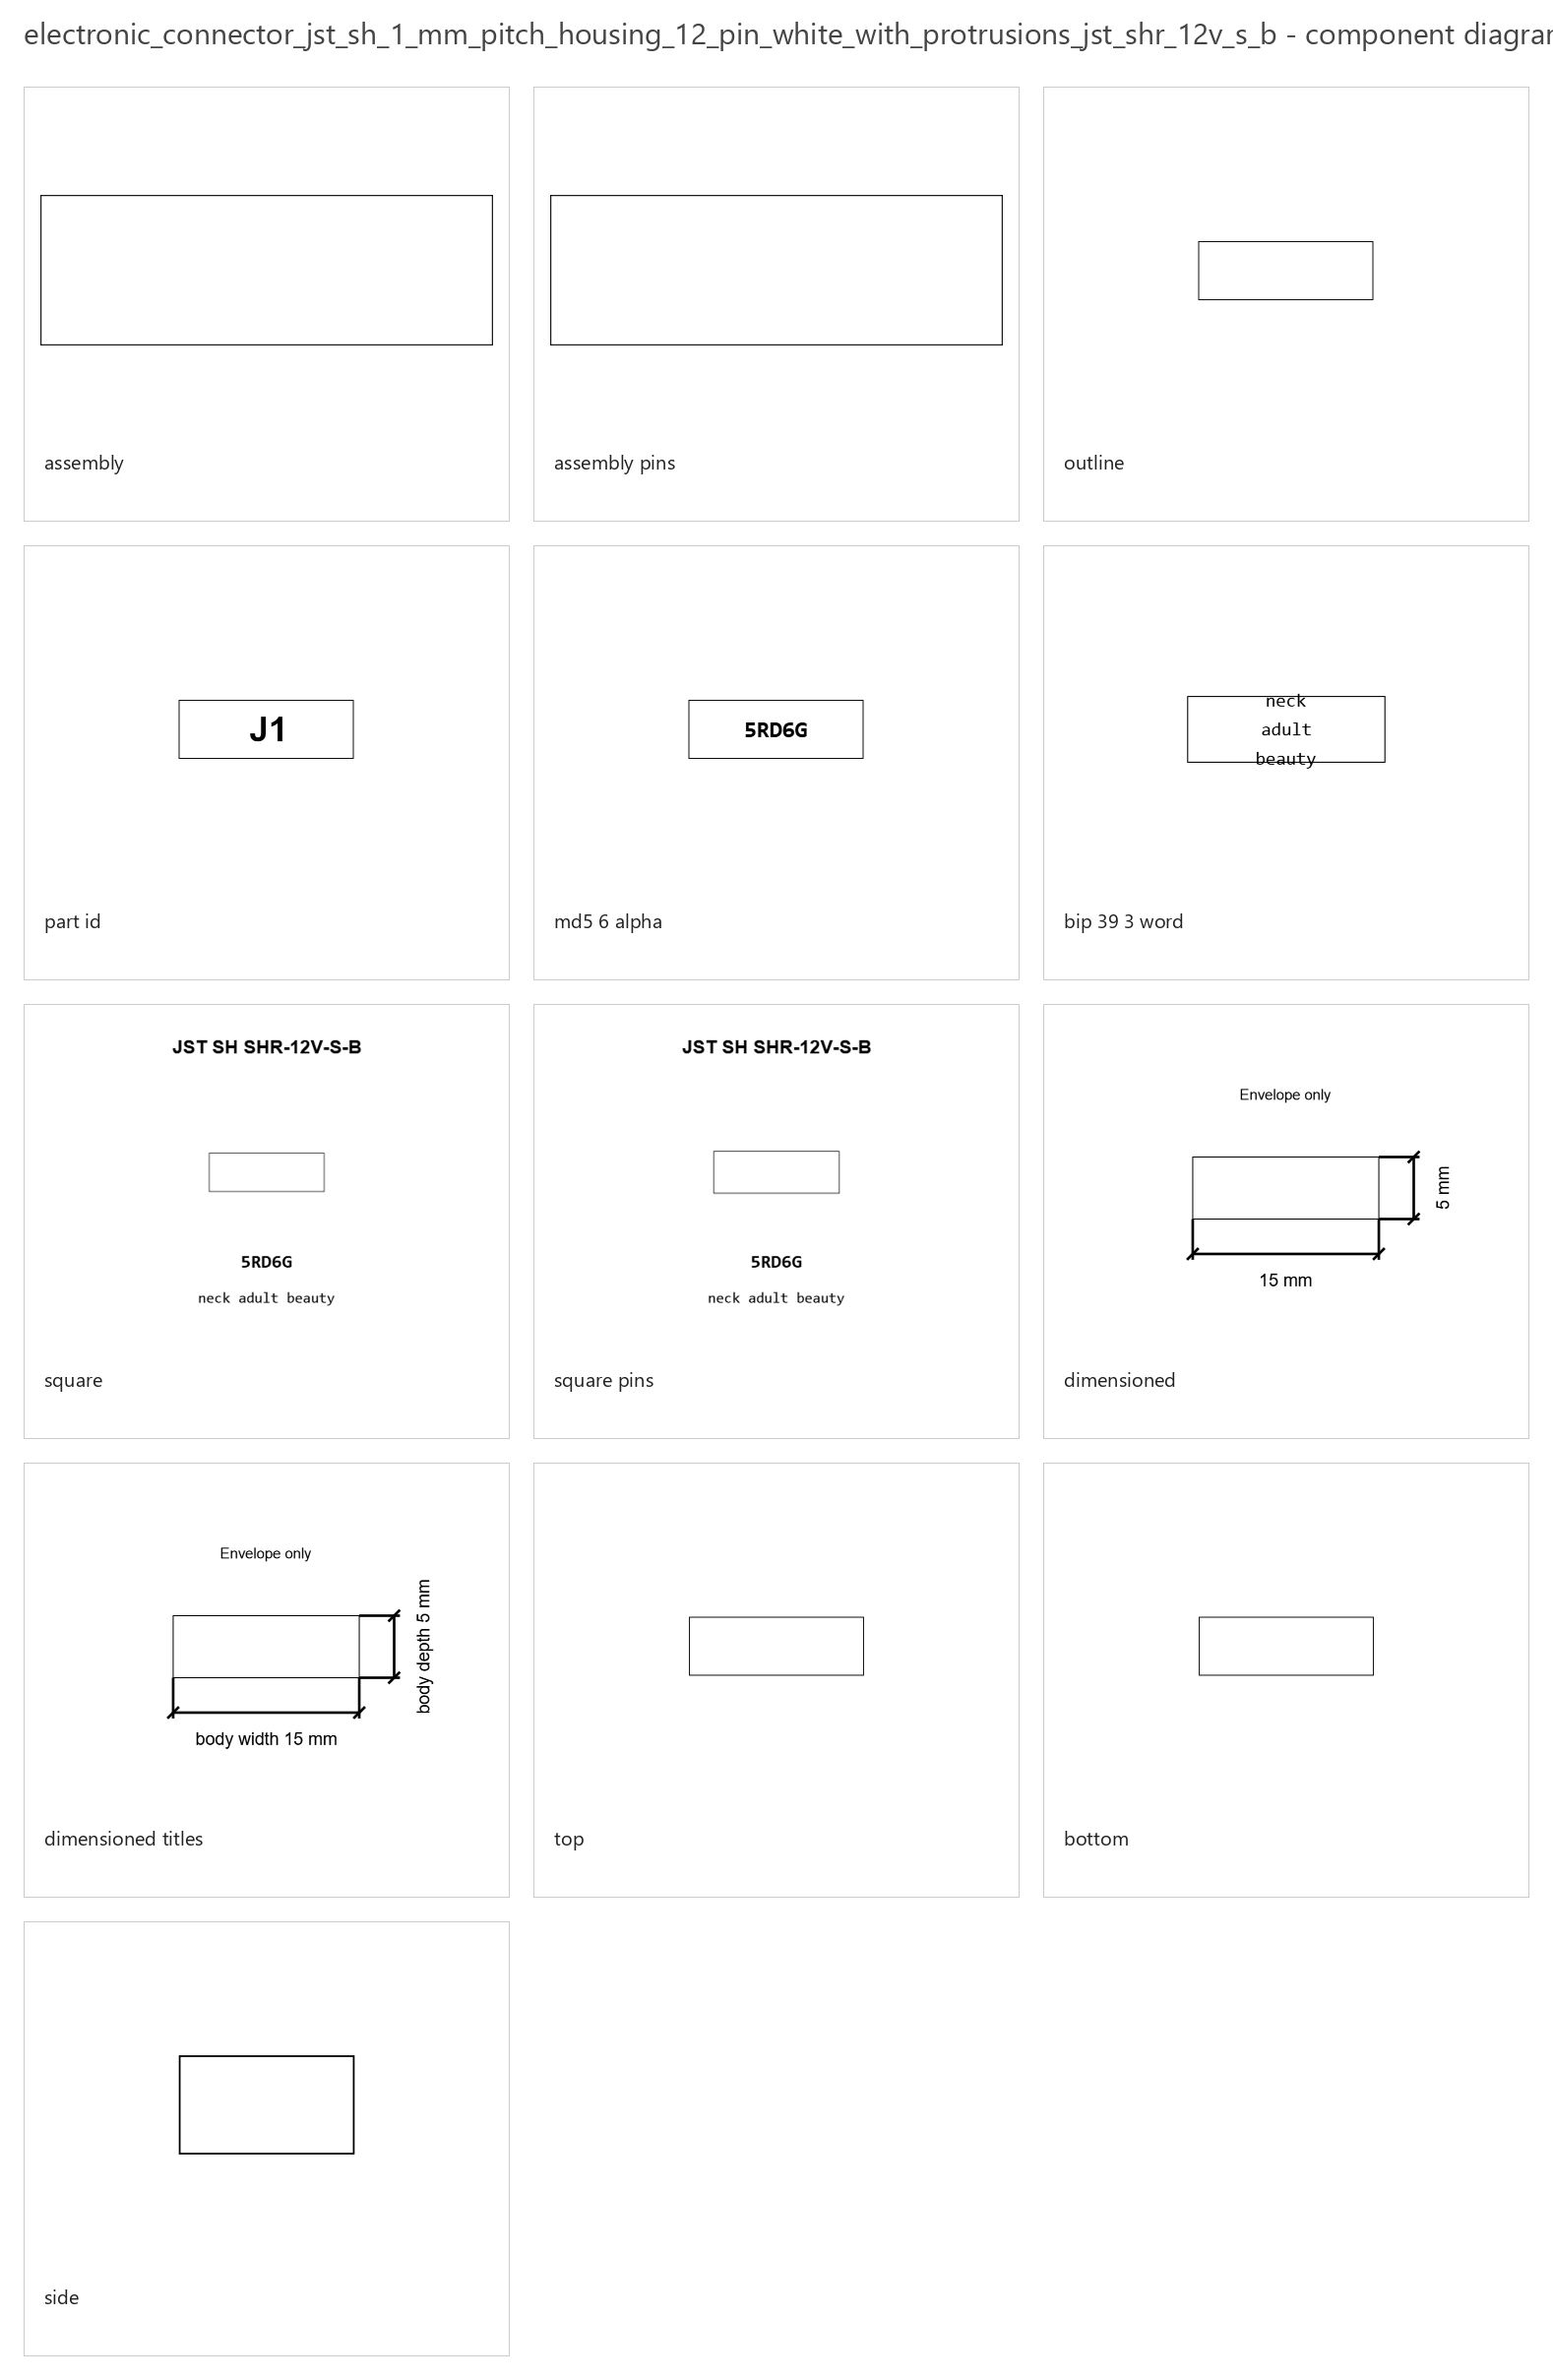 electronic_connector_jst_sh_1_mm_pitch_housing_12_pin_white_with_protrusions_jst_shr_12v_s_b - component diagram
assembly
assembly pins
outline
J1
part id
5RD6G
md5 6 alpha
neck
adult
beauty
bip 39 3 word
JST SH SHR-12V-S-B
5RD6G
neck adult beauty
square
JST SH SHR-12V-S-B
5RD6G
neck adult beauty
square pins
Envelope only
5 mm
15 mm
dimensioned
Envelope only
body depth 5 mm
body width 15 mm
dimensioned titles
top
bottom
side